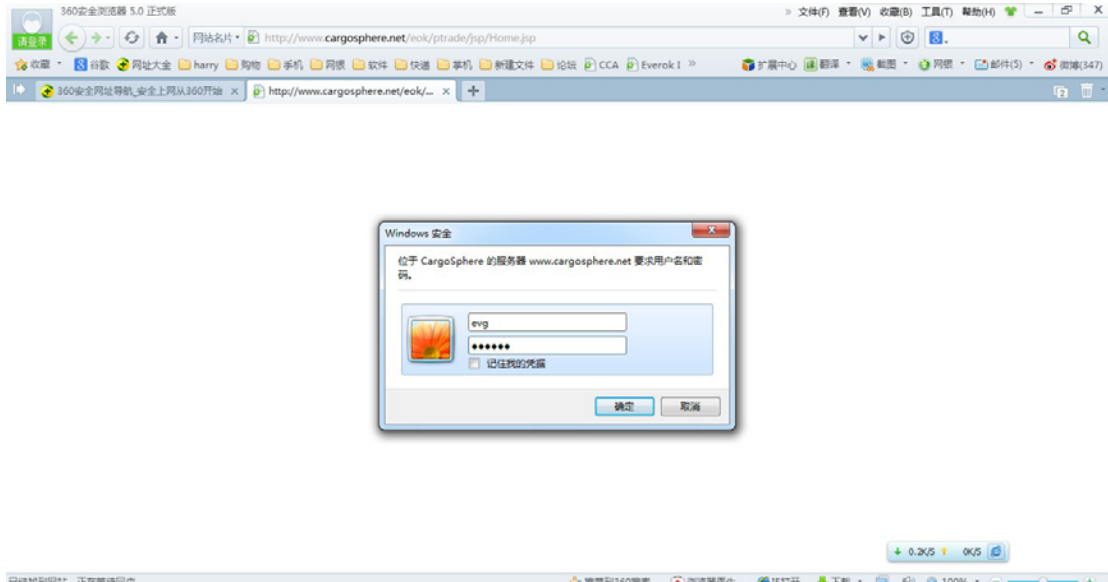 360安全浏览器 5.0 正式版
» 文件(F) 查看(V) 收藏(B) 工具(T) 帮助(H)
请登录 网站名片 http://www.cargosphere.net/eok/ptrade/jsp/Home.jsp
收藏 谷歌 网址大全 harry 购物 手机 网银 软件 快递 单机 新建文件 论坛 CCA Everok I » 扩展中心 翻译 截图 网银 邮件(5) 微博(347)
360安全网址导航_安全上网从360开始 × http://www.cargosphere.net/eok/... × +
Windows 安全
位于 CargoSphere 的服务器 www.cargosphere.net 要求用户名和密
码。
evg
●●●●●●
记住我的凭据
确定 取消
0.2K/S 0K/S
100%